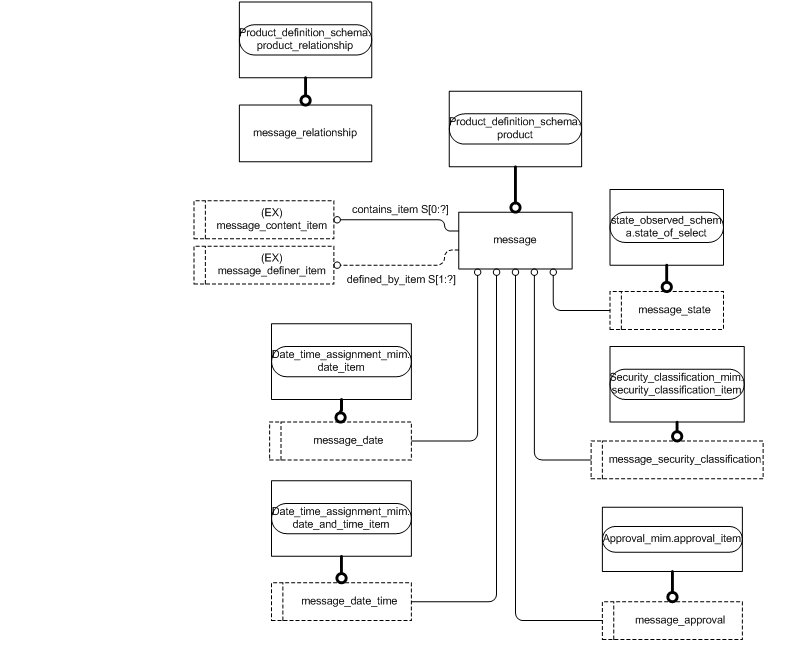 Product_definition_schema.
product_relationship
message_relationship
Product_definition_schema.
product
(EX)
message_content_item
contains_item S[0:?]
message
state_observed_schem
a.state_of_select
(EX)
message_definer_item
defined_by_item S[1:?]
message_state
Date_time_assignment_mim.
date_item
Security_classification_mim.
security_classification_item
message_date
message_security_classification
Date_time_assignment_mim.
date_and_time_item
Approval_mim.approval_item
message_date_time
message_approval